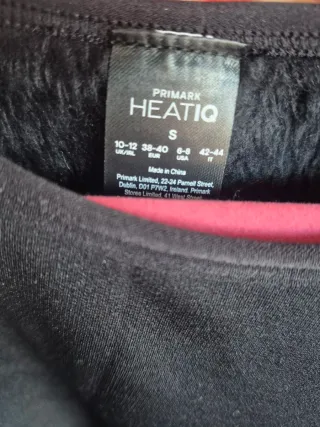 PRIMARK
HEATIQ
S
10-12 38-40 6-8 42-44
UK/IRL EUR USA IT
Made in China
Primark Limited, 22-24 Parnell Street,
Dublin, D01 P7W2, Ireland. Primark
Stores Limited, 41 West Street